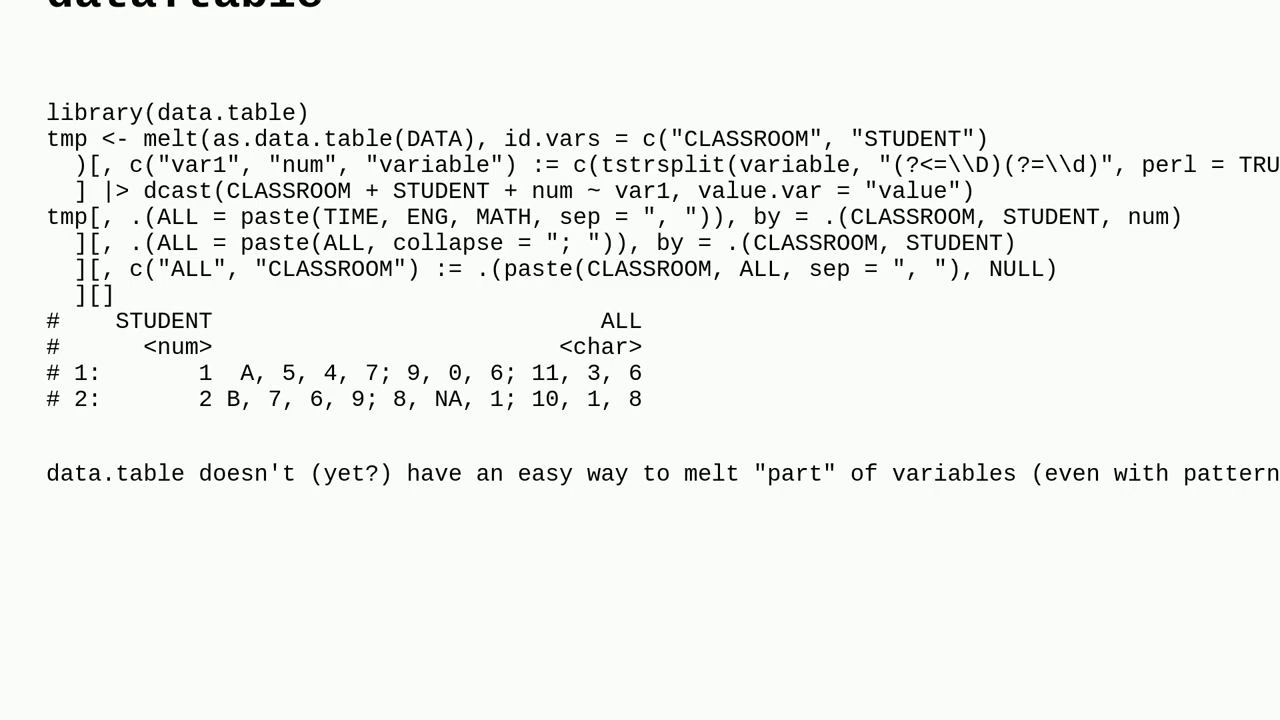 data.table
library(data.table)
tmp <- melt(as.data.table(DATA), id.vars = c("CLASSROOM", "STUDENT")
  )[, c("var1", "num", "variable") := c(tstrsplit(variable, "(?<=\\D)(?=\\d)", perl = TRU
  ] |> dcast(CLASSROOM + STUDENT + num ~ var1, value.var = "value")
tmp[, .(ALL = paste(TIME, ENG, MATH, sep = ", ")), by = .(CLASSROOM, STUDENT, num)
  ][, .(ALL = paste(ALL, collapse = "; ")), by = .(CLASSROOM, STUDENT)
  ][, c("ALL", "CLASSROOM") := .(paste(CLASSROOM, ALL, sep = ", "), NULL)
  ][]
#    STUDENT                            ALL
#      <num>                         <char>
# 1:       1  A, 5, 4, 7; 9, 0, 6; 11, 3, 6
# 2:       2 B, 7, 6, 9; 8, NA, 1; 10, 1, 8
data.table doesn't (yet?) have an easy way to melt "part" of variables (even with pattern